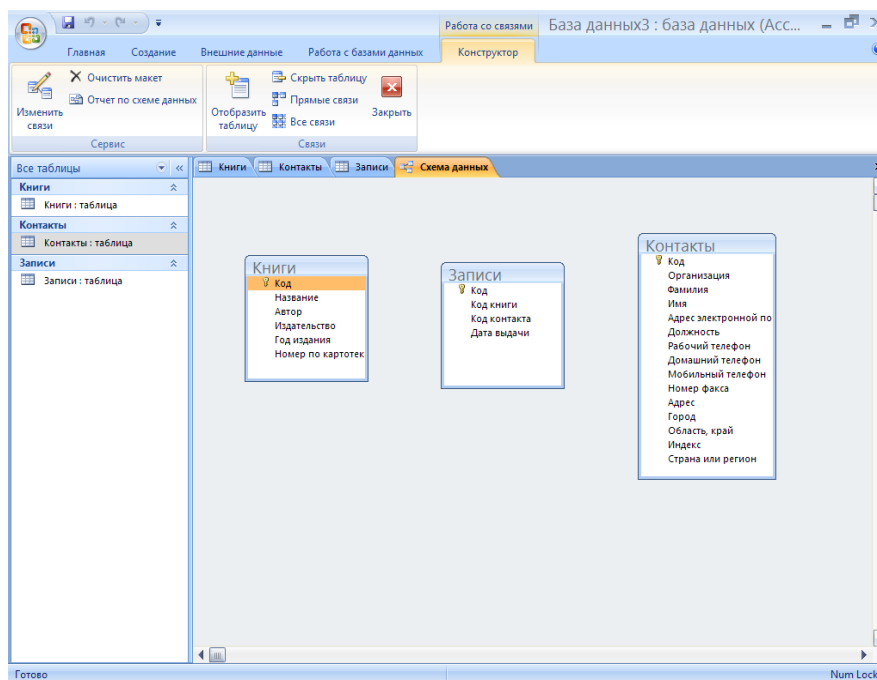 Работа со связями
База данных3 : база данных (Acc...
Главная
Создание
Внешние данные
Работа с базами данных
Конструктор
Изменить связи
Очистить макет
Отчет по схеме данных
Сервис
Отобразить таблицу
Скрыть таблицу
Прямые связи
Все связи
Закрыть
Связи
Все таблицы
Книги
Книги : таблица
Контакты
Контакты : таблица
Записи
Записи : таблица
Книги
Контакты
Записи
Схема данных
Книги
Код
Название
Автор
Издательство
Год издания
Номер по картотек
Записи
Код
Код книги
Код контакта
Дата выдачи
Контакты
Код
Организация
Фамилия
Имя
Адрес электронной по
Должность
Рабочий телефон
Домашний телефон
Мобильный телефон
Номер факса
Адрес
Город
Область, край
Индекс
Страна или регион
Готово
Num Lock